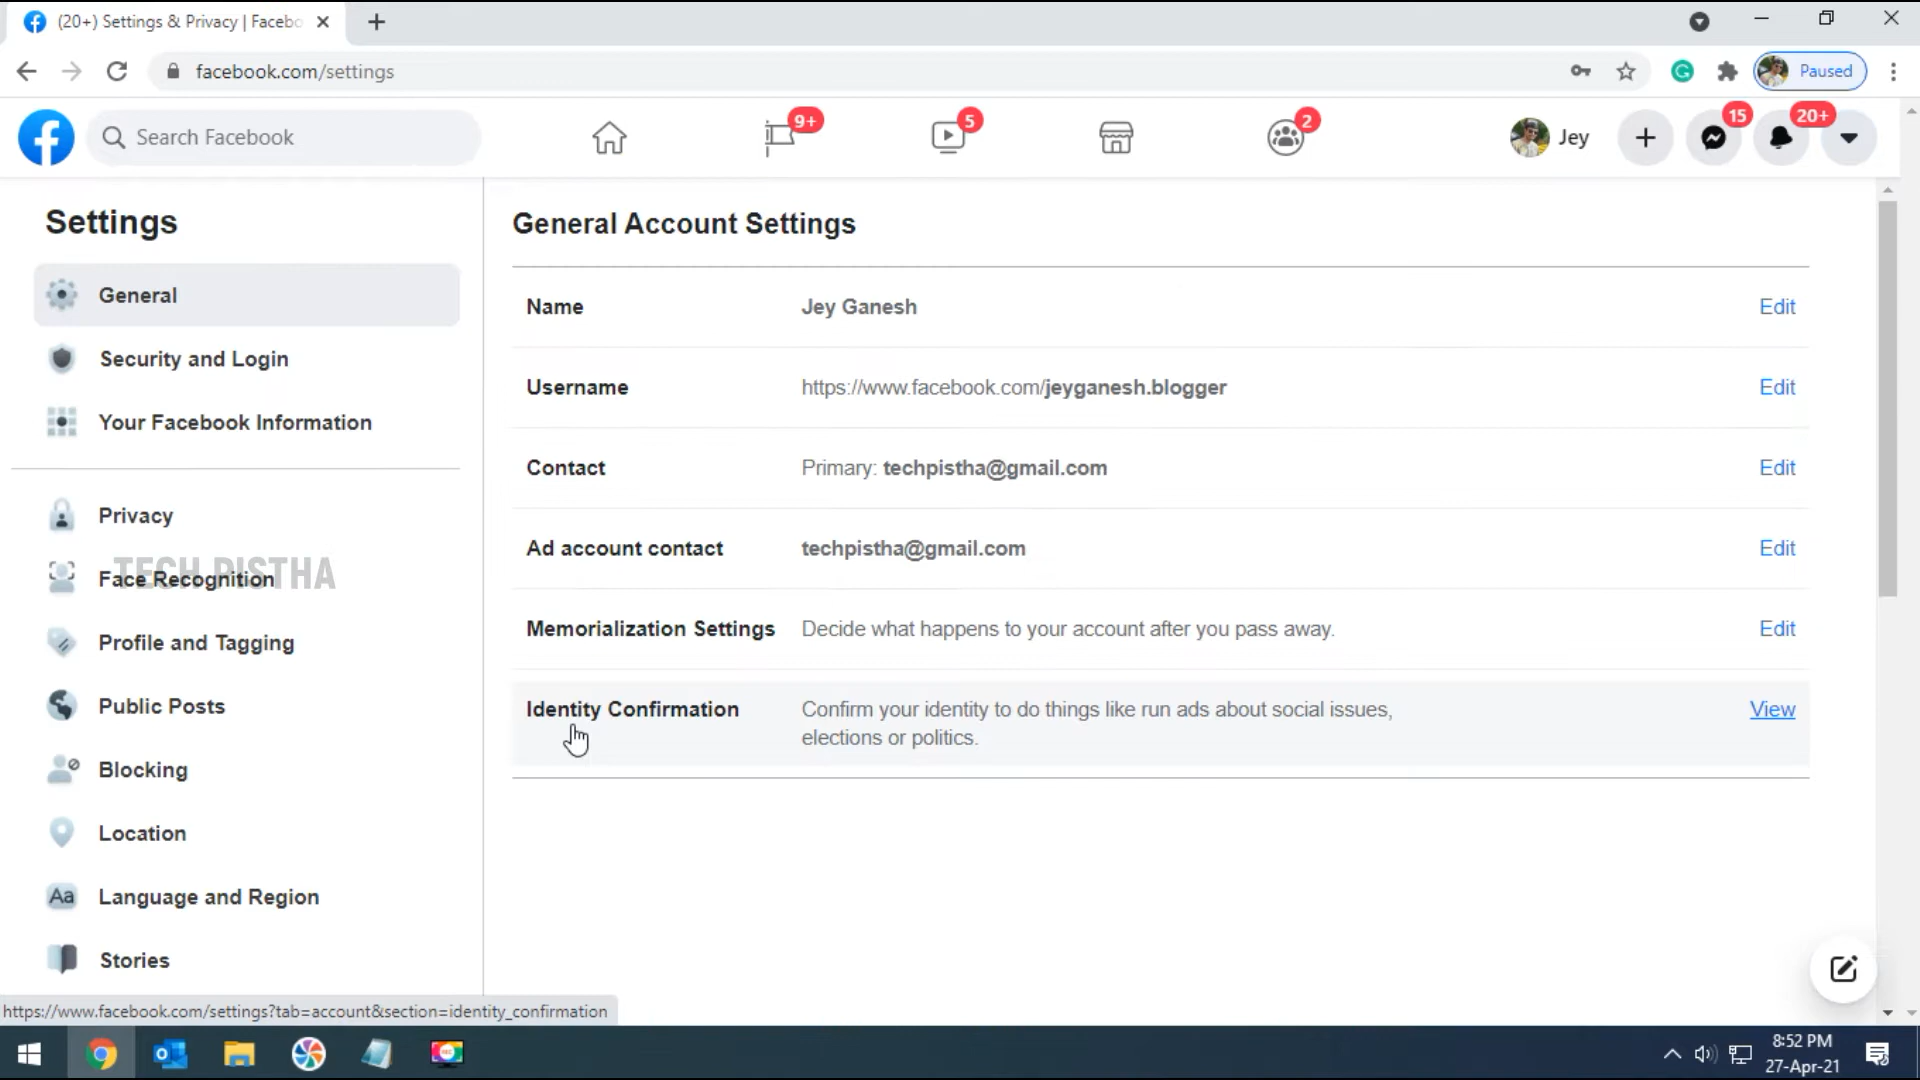 (20+) Settings & Privacy | Facebo
facebook.com/settings
Paused
Search Facebook
9+
5
2
Jey
15
20+
Settings
General
Security and Login
Your Facebook Information
Privacy
Face Recognition
TECH PISTHA
Profile and Tagging
Public Posts
Blocking
Location
Aa Language and Region
Stories
General Account Settings
Name Jey Ganesh Edit
Username https://www.facebook.com/jeyganesh.blogger Edit
Contact Primary: techpistha@gmail.com Edit
Ad account contact techpistha@gmail.com Edit
Memorialization Settings Decide what happens to your account after you pass away. Edit
Identity Confirmation Confirm your identity to do things like run ads about social issues, View
elections or politics.
https://www.facebook.com/settings?tab=account&section=identity_confirmation
8:52 PM
27-Apr-21